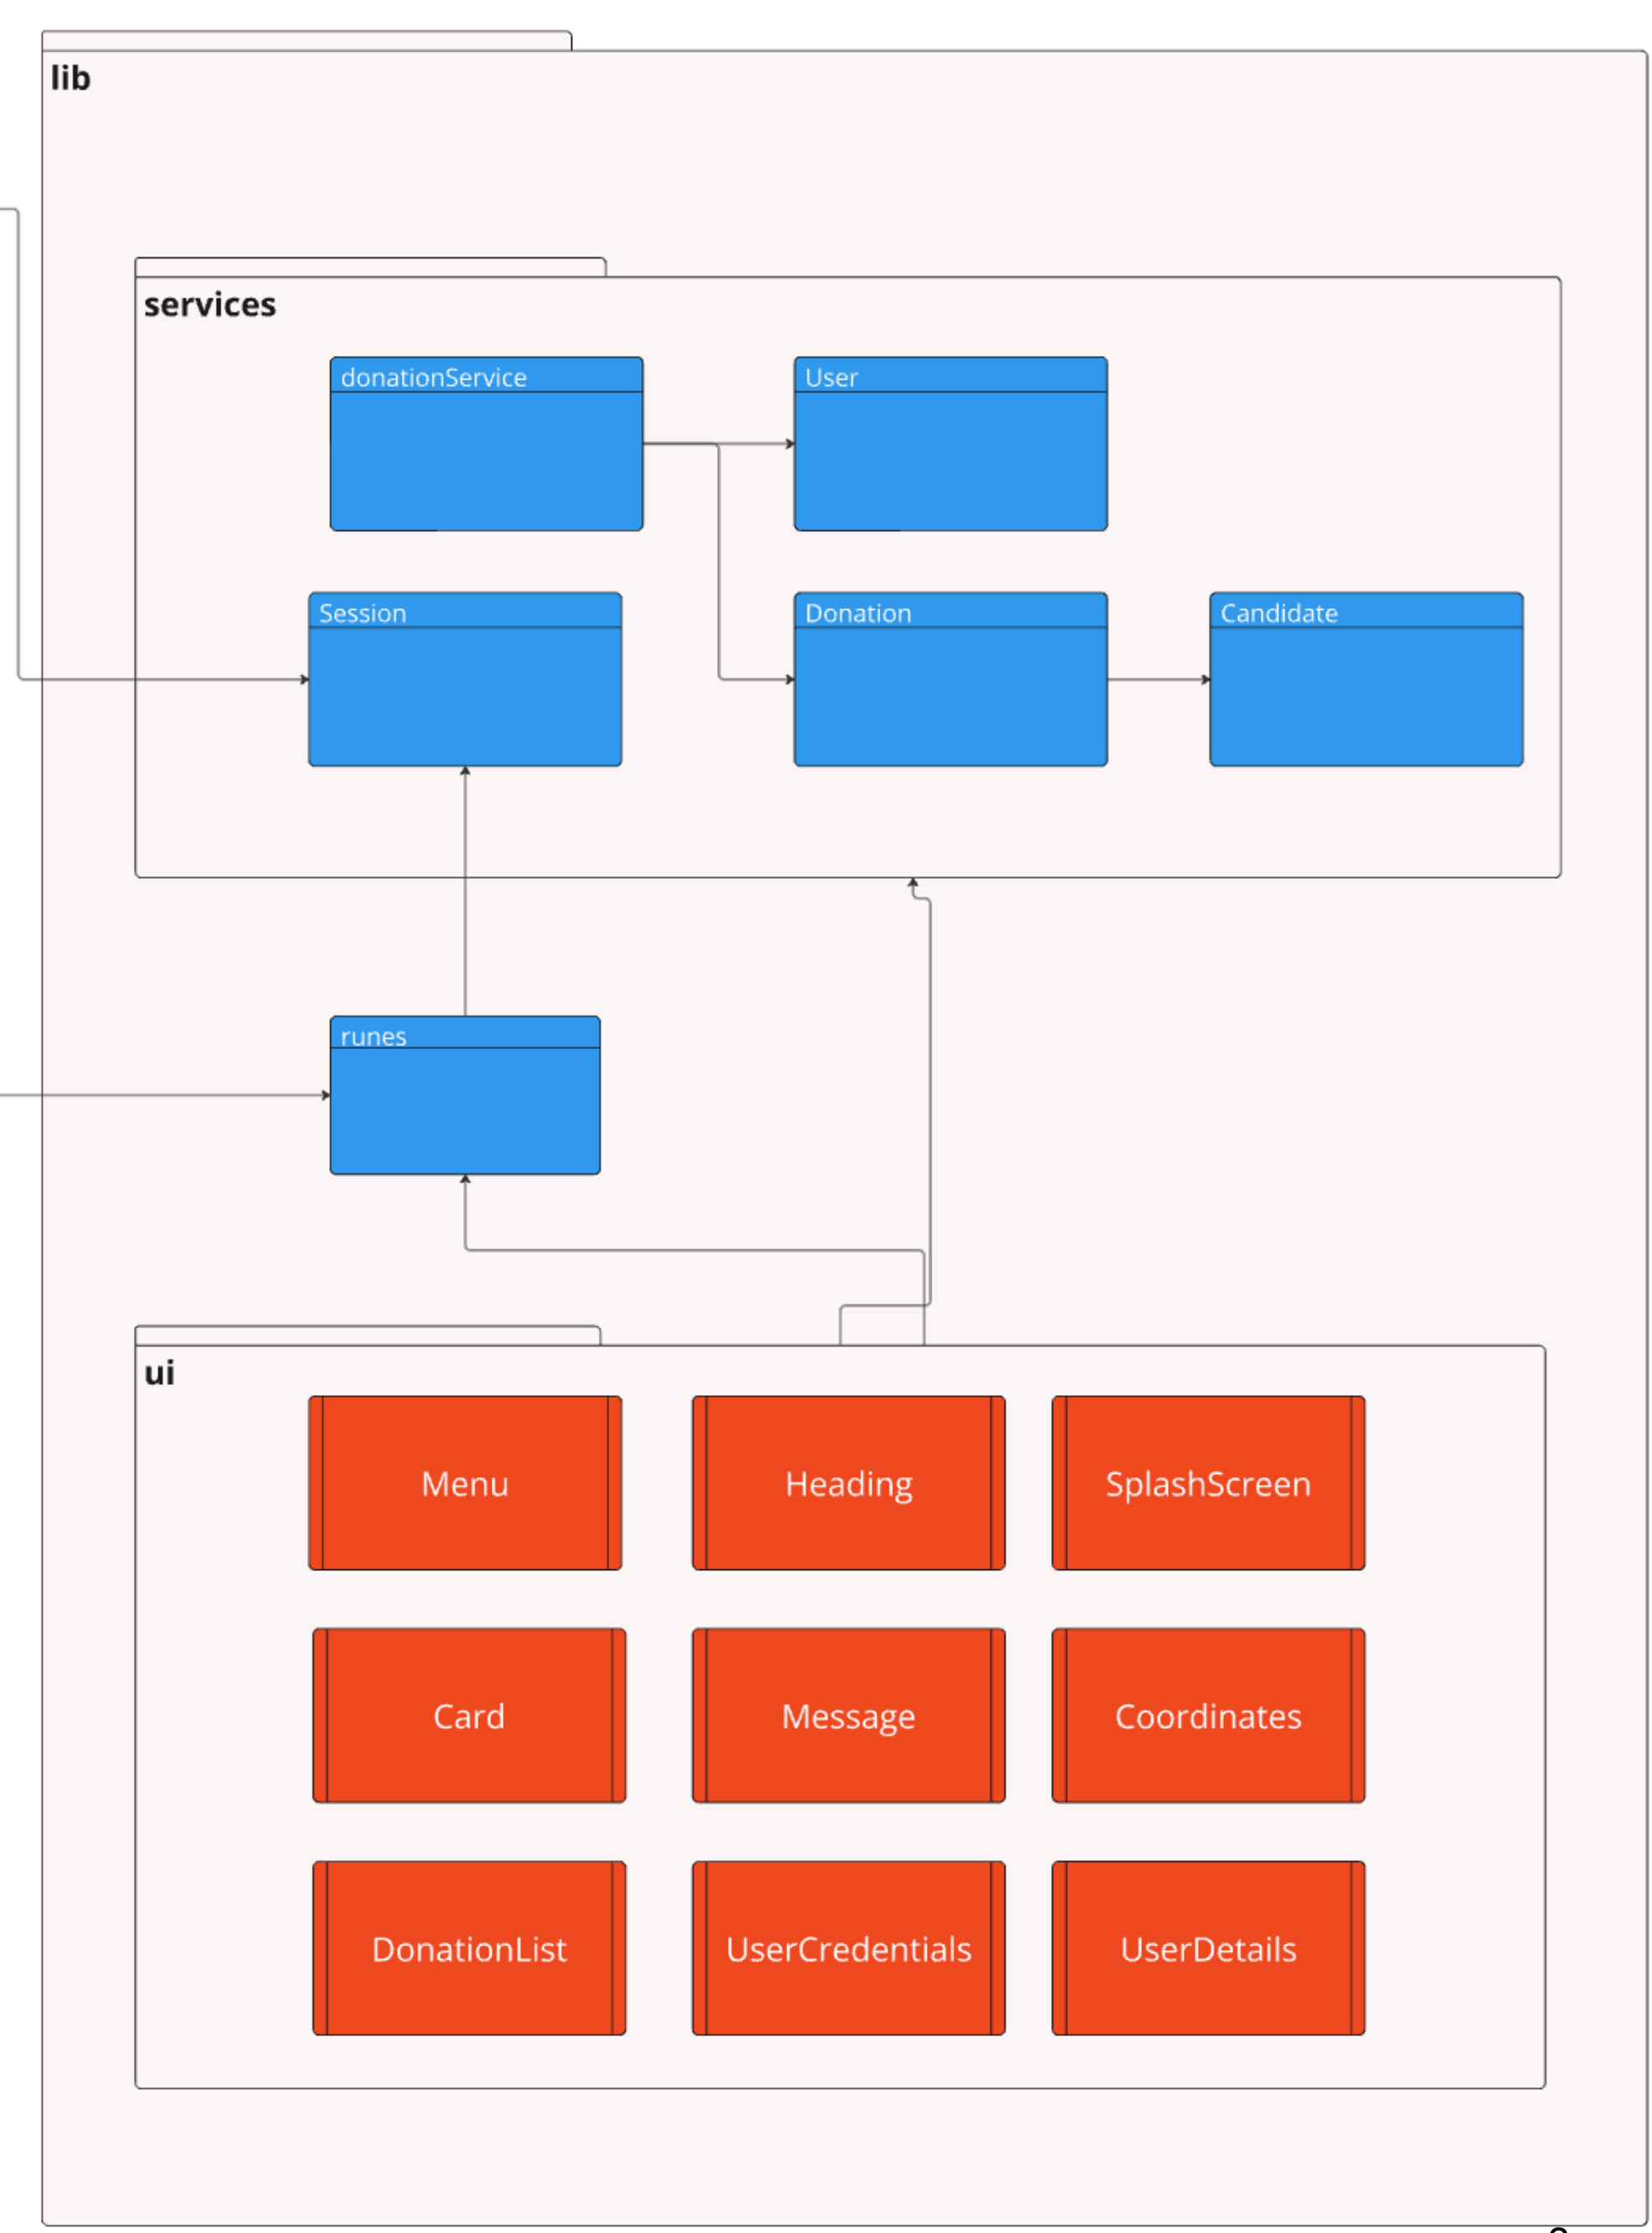 lib
services
donationService
User
Session
Donation
Candidate
runes
ui
Menu
Heading
SplashScreen
Card
Message
Coordinates
DonationList
UserCredentials
UserDetails